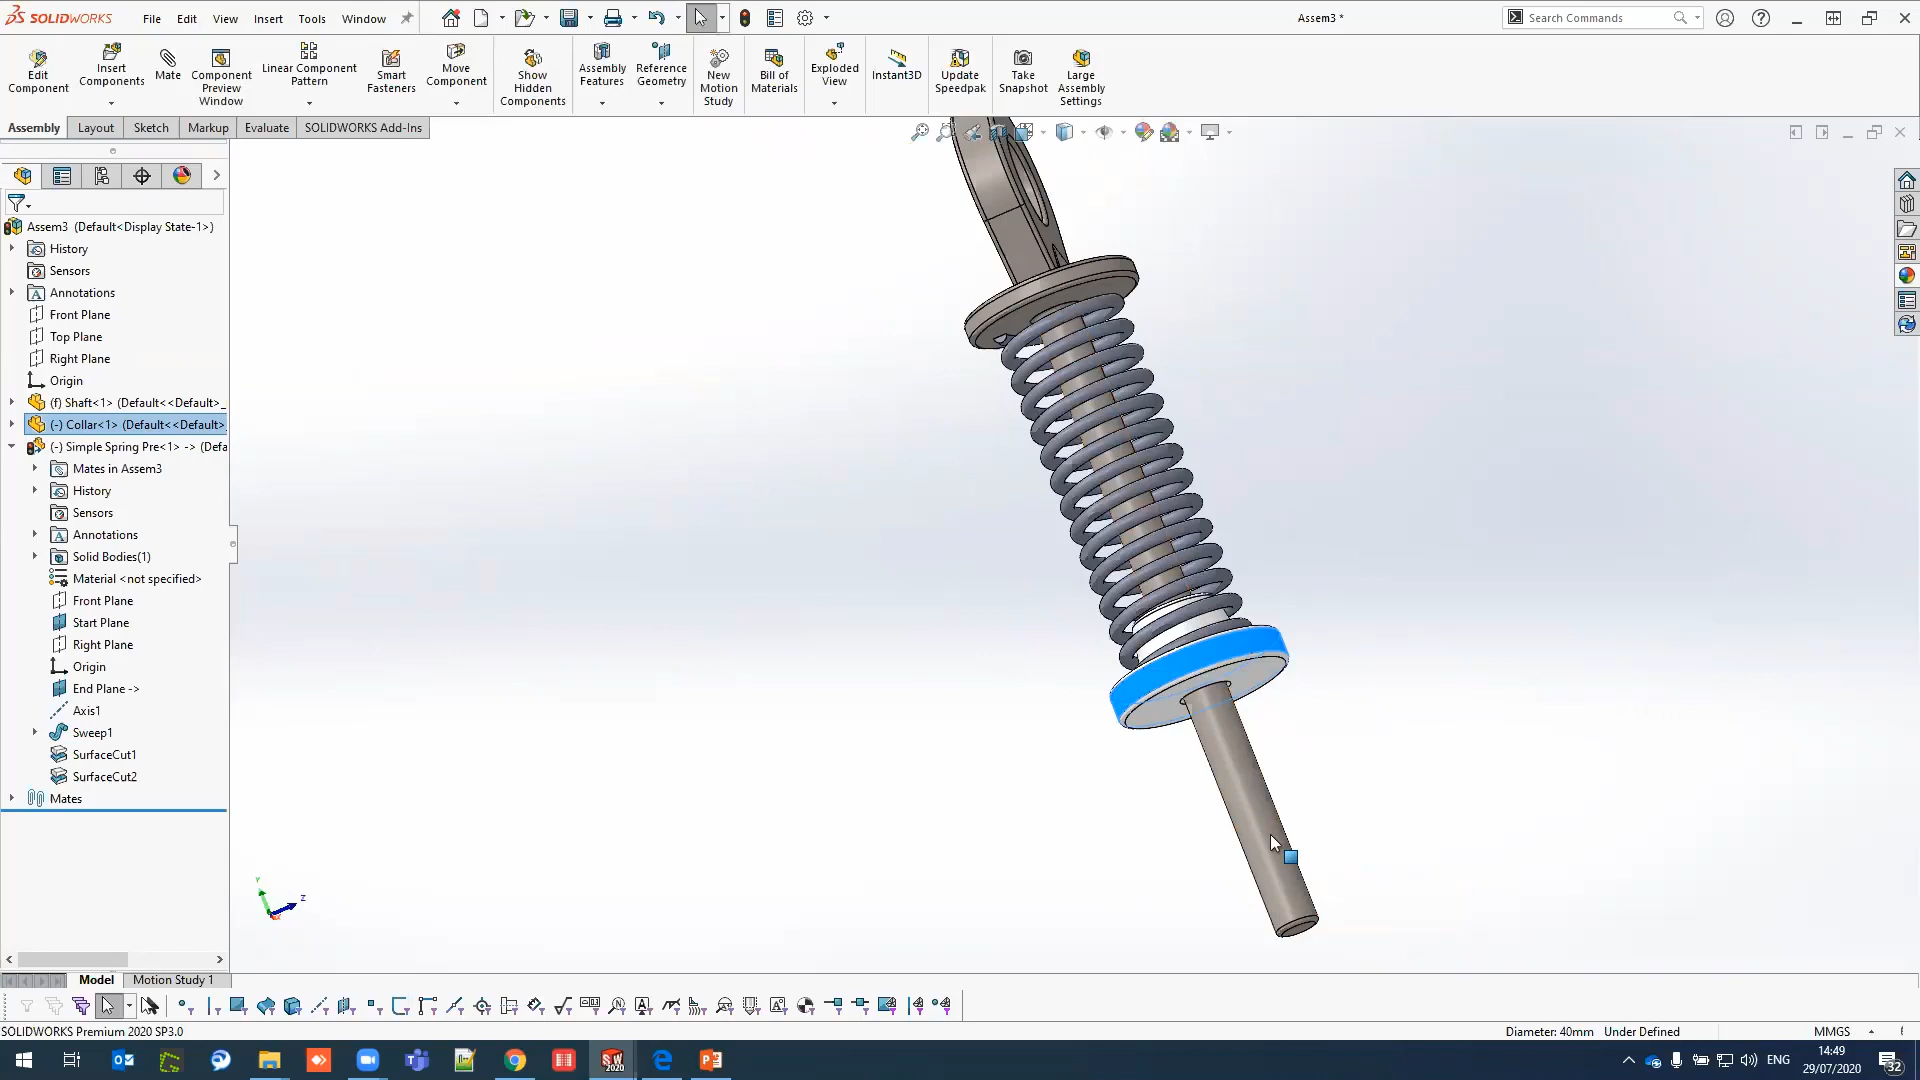 SOLIDWORKS
File
Edit
View
Insert
Tools
Window
Assem3 *
Search Commands
Edit Component
Insert Components
Mate
Component Preview Window
Linear Component Pattern
Smart Fasteners
Move Component
Show Hidden Components
Assembly Features
Reference Geometry
New Motion Study
Bill of Materials
Exploded View
Instant3D
Update Speedpak
Take Snapshot
Large Assembly Settings
Assembly
Layout
Sketch
Markup
Evaluate
SOLIDWORKS Add-Ins
Assem3 (Default<Display State-1>)
History
Sensors
Annotations
Front Plane
Top Plane
Right Plane
Origin
(f) Shaft<1> (Default<<Default>_
(-) Collar<1> (Default<<Default>
(-) Simple Spring Pre<1> -> (Defa
Mates in Assem3
History
Sensors
Annotations
Solid Bodies(1)
Material <not specified>
Front Plane
Start Plane
Right Plane
Origin
End Plane ->
Axis1
Sweep1
SurfaceCut1
SurfaceCut2
Mates
Y
Z
Model
Motion Study 1
SOLIDWORKS Premium 2020 SP3.0
Diameter: 40mm
Under Defined
MMGS
ENG
14:49
29/07/2020
32